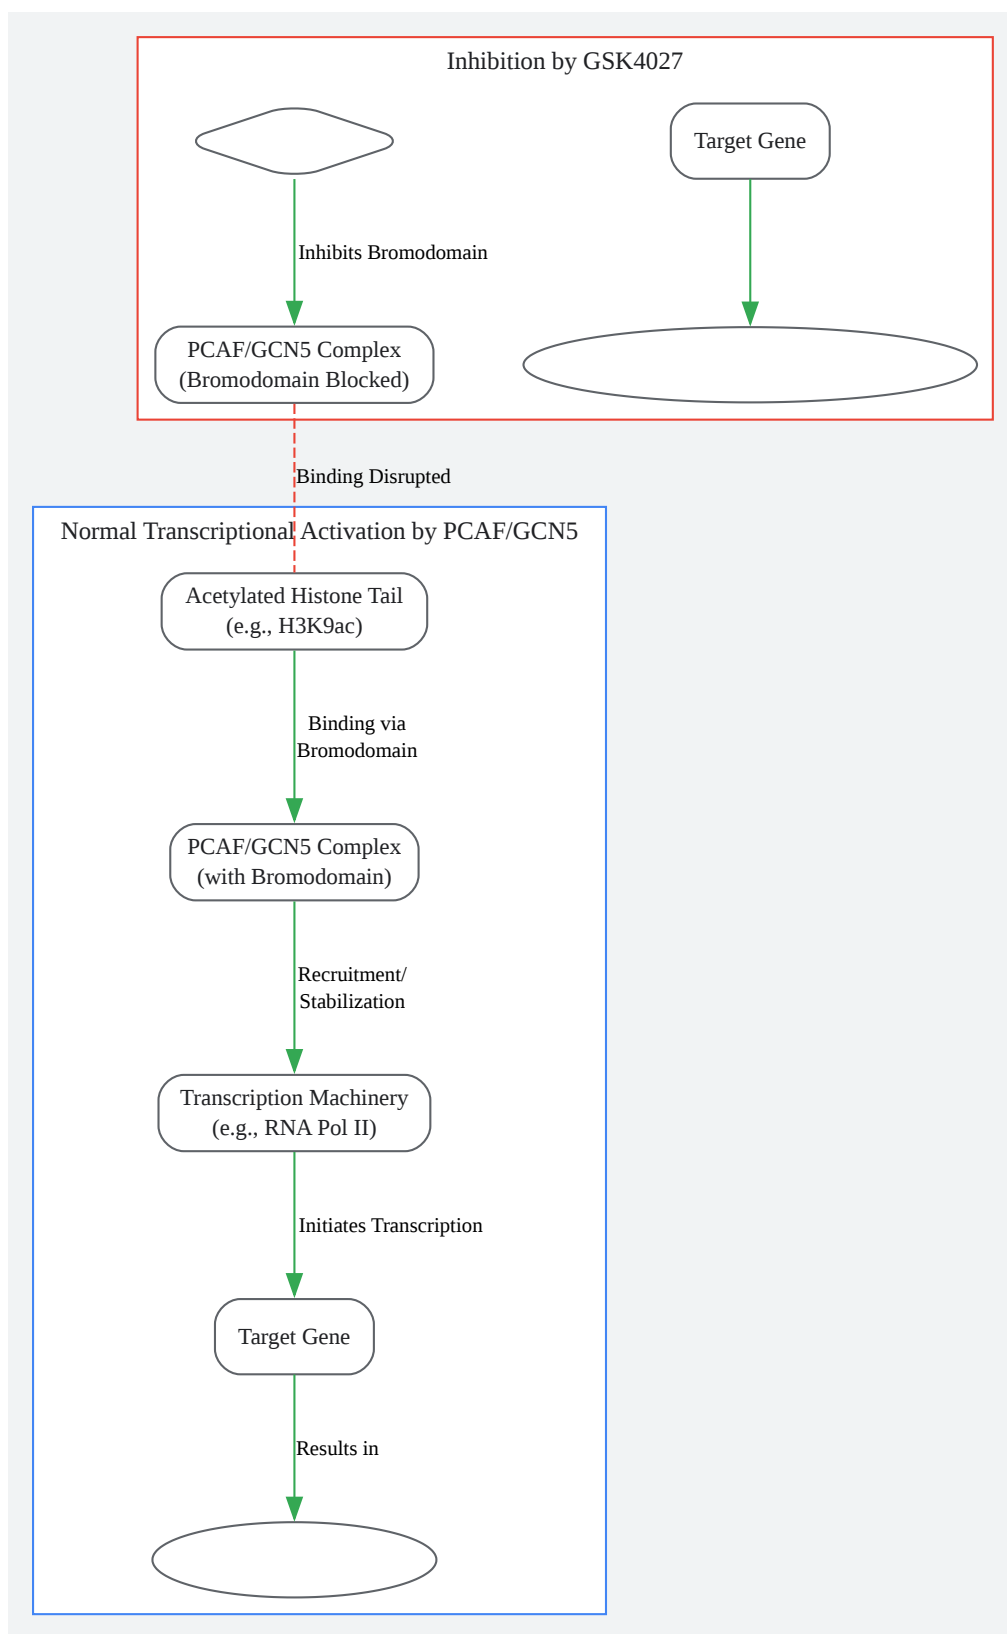 Inhibition by GSK4027
Target Gene
Inhibits Bromodomain
PCAF/GCN5 Complex
(Bromodomain Blocked)
Binding Disrupted
Normal Transcriptional Activation by PCAF/GCN5
Acetylated Histone Tail
(e.g., H3K9ac)
Binding via
Bromodomain
PCAF/GCN5 Complex
(with Bromodomain)
Recruitment/
Stabilization
Transcription Machinery
(e.g., RNA Pol II)
Initiates Transcription
Target Gene
Results in